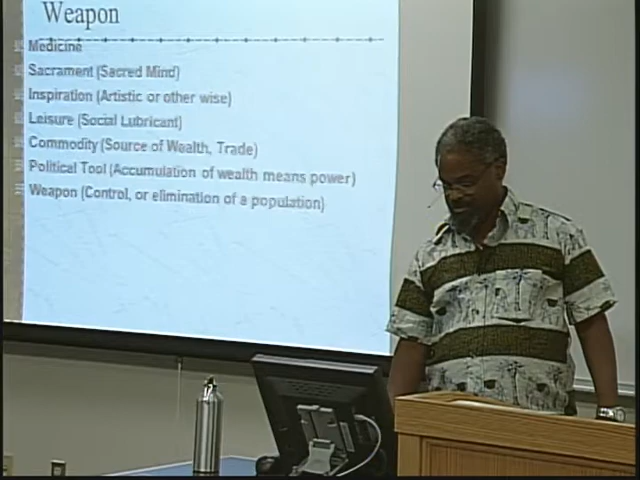 Weapon
Medicine
Sacrament (Sacred Mind)
Inspiration (Artistic or other wise)
Leisure (Social Lubricant)
Commodity (Source of Wealth, Trade)
Political Tool (Accumulation of wealth means power)
Weapon (Control, or elimination of a population)